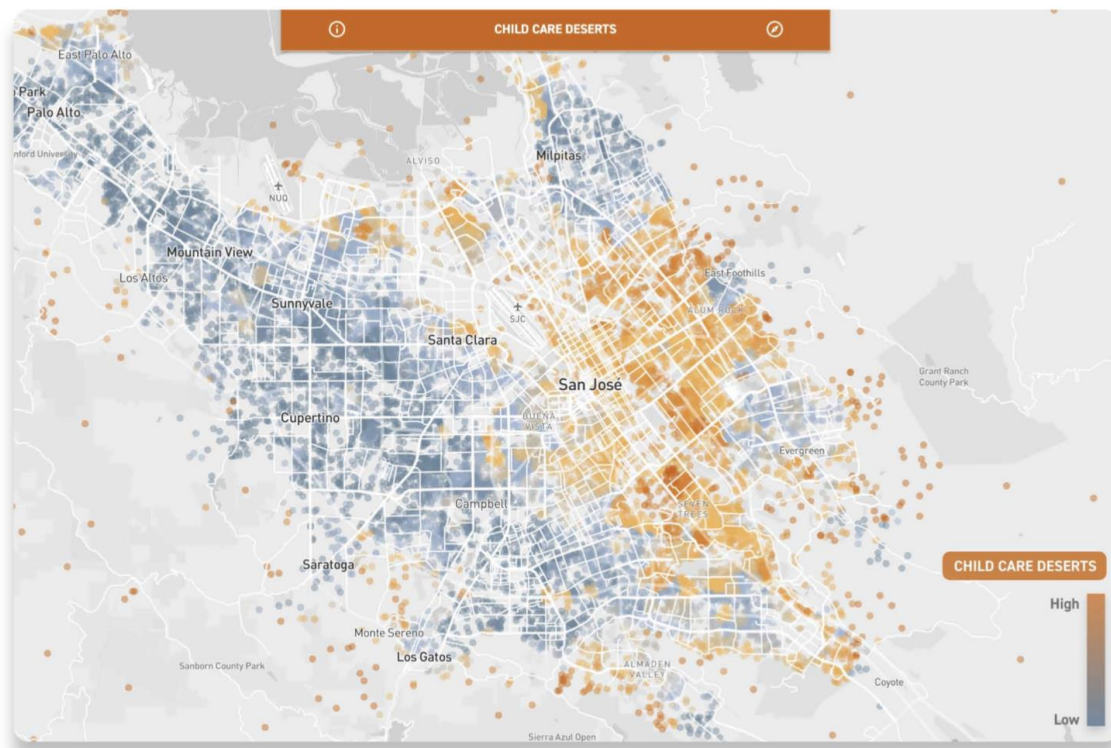 CHILD CARE DESERTS
East Palo Alto
Park
Palo Alto
nford University
NUQ
ALVISO
Milpitas
Mountain View
Los Altos
Sunnyvale
East Foothills
SJC
ALUM ROCK
Santa Clara
San José
Grant Ranch
County Park
Cupertino
BUENA
VISTA
Evergreen
Campbell
SEVEN
TREES
Saratoga
CHILD CARE DESERTS
High
Monte Sereno
Los Gatos
Sanborn County Park
ALMADEN
VALLEY
Coyote
Low
Sierra Azul Open